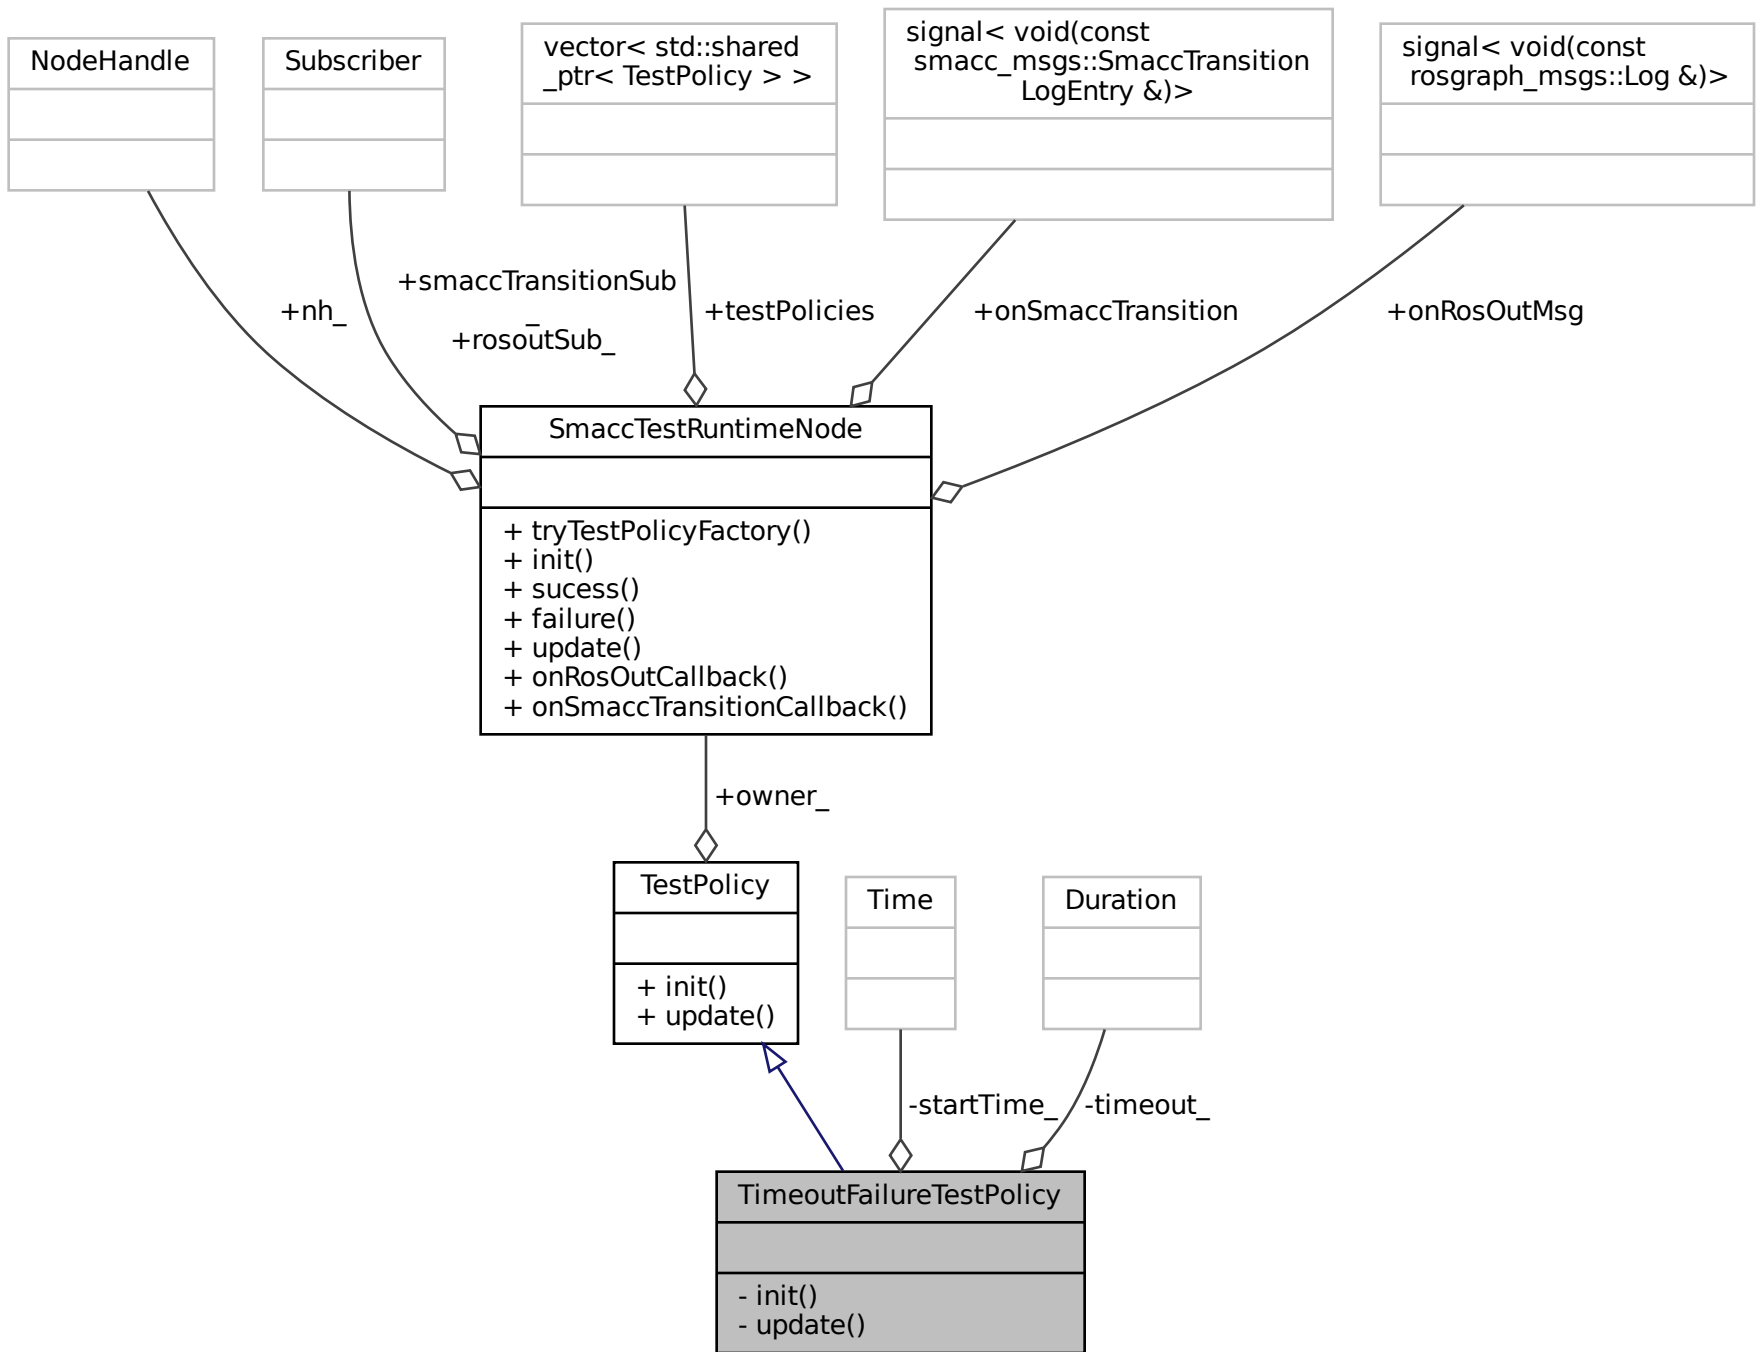 NodeHandle
Subscriber
vector< std::shared
_ptr< TestPolicy > >
signal< void(const
smacc_msgs::SmaccTransition
LogEntry &)>
signal< void(const
rosgraph_msgs::Log &)>
+nh_
+smaccTransitionSub
_
+rosoutSub_
+testPolicies
+onSmaccTransition
+onRosOutMsg
SmaccTestRuntimeNode
+ tryTestPolicyFactory()
+ init()
+ sucess()
+ failure()
+ update()
+ onRosOutCallback()
+ onSmaccTransitionCallback()
+owner_
TestPolicy
+ init()
+ update()
Time
Duration
-startTime_
-timeout_
TimeoutFailureTestPolicy
- init()
- update()